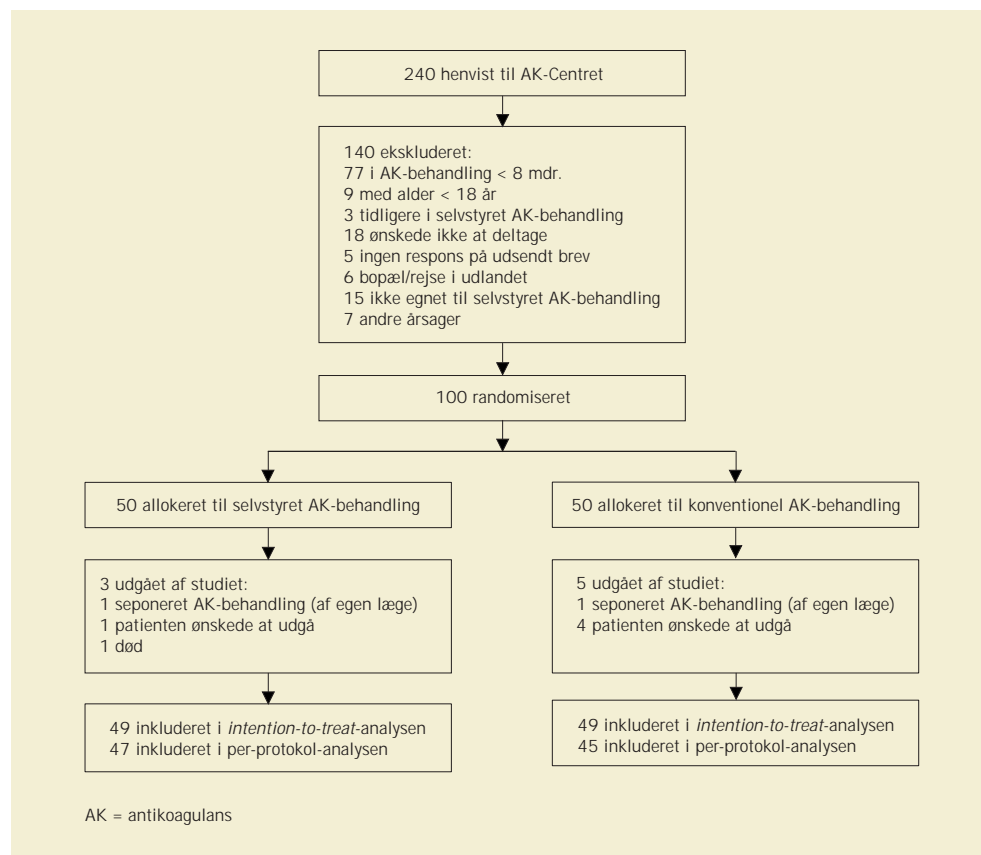 240 henvist til AK-Centret
140 ekskluderet:
77 i AK-behandling < 8 mdr.
9 med alder < 18 år
3 tidligere i selvstyret AK-behandling
18 ønskede ikke at deltage
5 ingen respons på udsendt brev
6 bopæl/rejse i udlandet
15 ikke egnet til selvstyret AK-behandling
7 andre årsager
100 randomiseret
50 allokeret til selvstyret AK-behandling
3 udgået af studiet:
1 seponeret AK-behandling (af egen læge)
1 patienten ønskede at udgå
1 død
49 inkluderet i intention-to-treat-analysen
47 inkluderet i per-protokol-analysen
50 allokeret til konventionel AK-behandling
5 udgået af studiet:
1 seponeret AK-behandling (af egen læge)
4 patienten ønskede at udgå
49 inkluderet i intention-to-treat-analysen
45 inkluderet i per-protokol-analysen
AK = antikoagulans